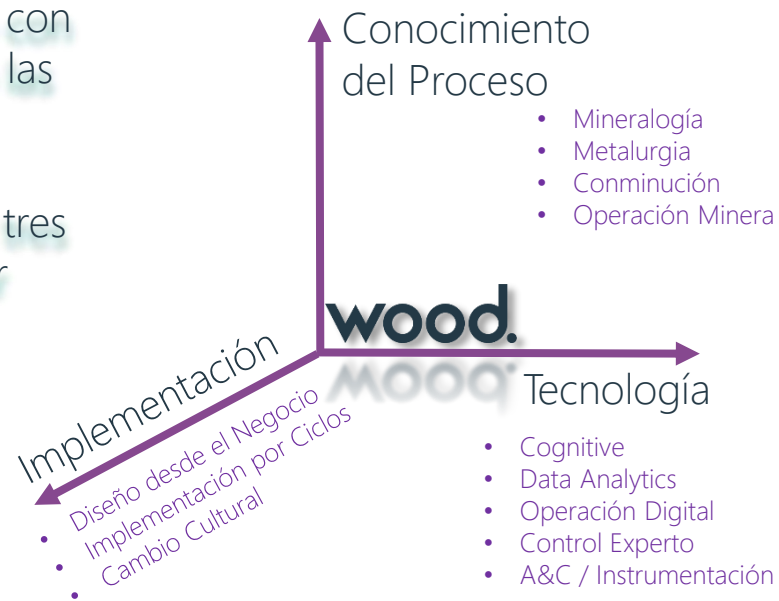 con
las
tres
Conocimiento
del Proceso
• Mineralogía
• Metalurgia
• Conminución
• Operación Minera
wood.
Implementación
• Diseño desde el Negocio
• Implementación por Ciclos
• Cambio Cultural
Tecnología
• Cognitive
• Data Analytics
• Operación Digital
• Control Experto
• A&C / Instrumentación